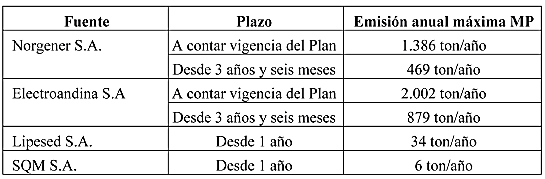 Fuente Plazo Emisión anual máxima MP
Norgener S.A. A contar vigencia del Plan 1.386 ton/año
Desde 3 años y seis meses 469 ton/año
Electroandina S.A A contar vigencia del Plan 2.002 ton/año
Desde 3 años y seis meses 879 ton/año
Lipesed S.A. Desde 1 año 34 ton/año
SQM S.A. Desde 1 año 6 ton/año